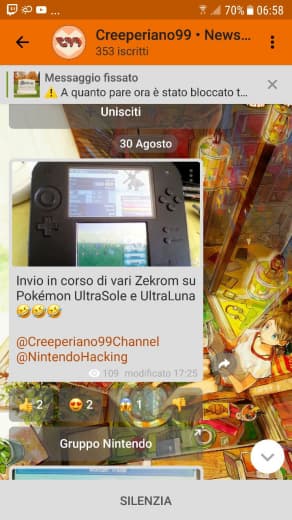 70% 06:58
Creeperiano99 • News...
353 iscritti
Messaggio fissato
⚠ A quanto pare ora è stato bloccato t...
Unisciti
30 Agosto
Invio in corso di vari Zekrom su
Pokémon UltraSole e UltraLuna
🤣🤣🤣
@Creeperiano99Channel
@NintendoHacking
109 modificato 17:25
👍 2 😍 2 😱 1 👎
Gruppo Nintendo
SILENZIA